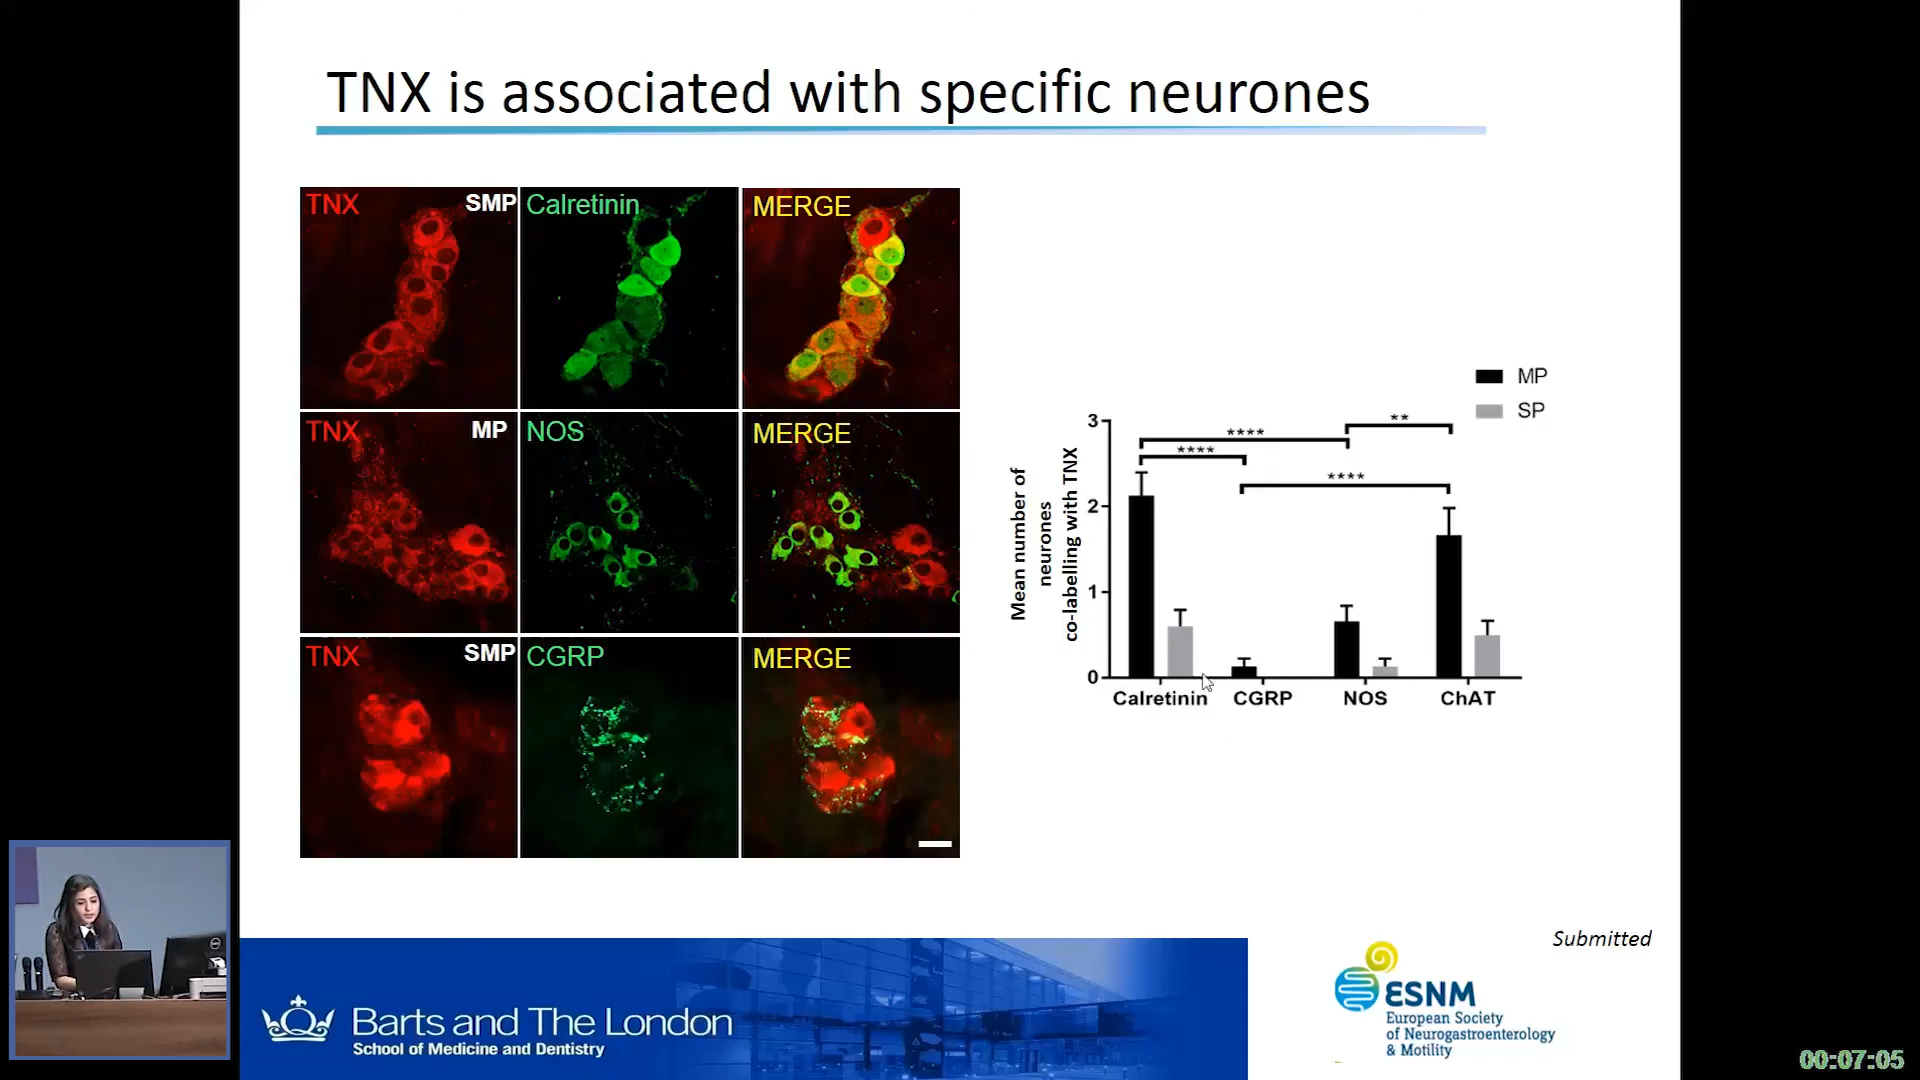 TNX is associated with specific neurones
TNX SMP Calretinin MERGE
TNX MP NOS MERGE
TNX SMP CGRP MERGE
MP
SP
Mean number of
neurones
co-labelling with TNX
3
2
1
0
**
****
****
****
Calretinin CGRP NOS ChAT
Submitted
Barts and The London
School of Medicine and Dentistry
ESNM
European Society
of Neurogastroenterology
& Motility
00:07:05